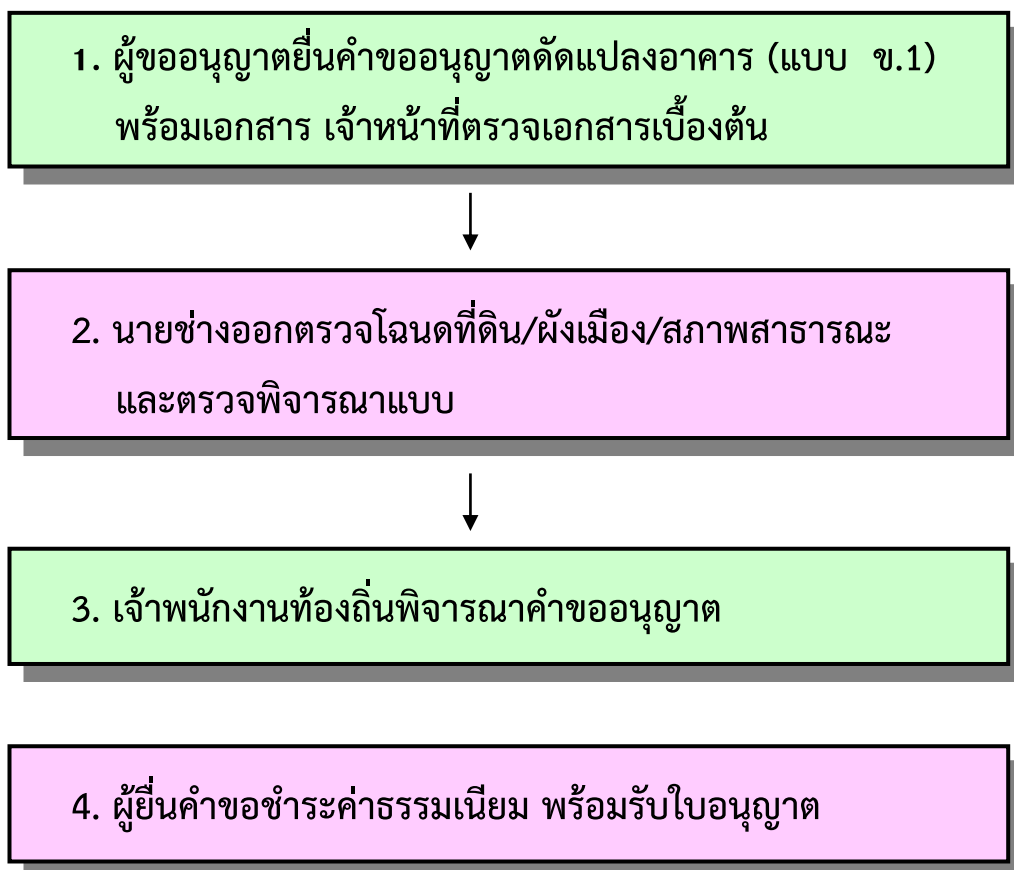 1. ผู้ขออนุญาตยื่นคำขออนุญาตดัดแปลงอาคาร (แบบ ข.1)
พร้อมเอกสาร เจ้าหน้าที่ตรวจเอกสารเบื้องต้น
2. นายช่างออกตรวจโฉนดที่ดิน/ผังเมือง/สภาพสาธารณะ
และตรวจพิจารณาแบบ
3. เจ้าพนักงานท้องถิ่นพิจารณาคำขออนุญาต
4. ผู้ยื่นคำขอชำระค่าธรรมเนียม พร้อมรับใบอนุญาต